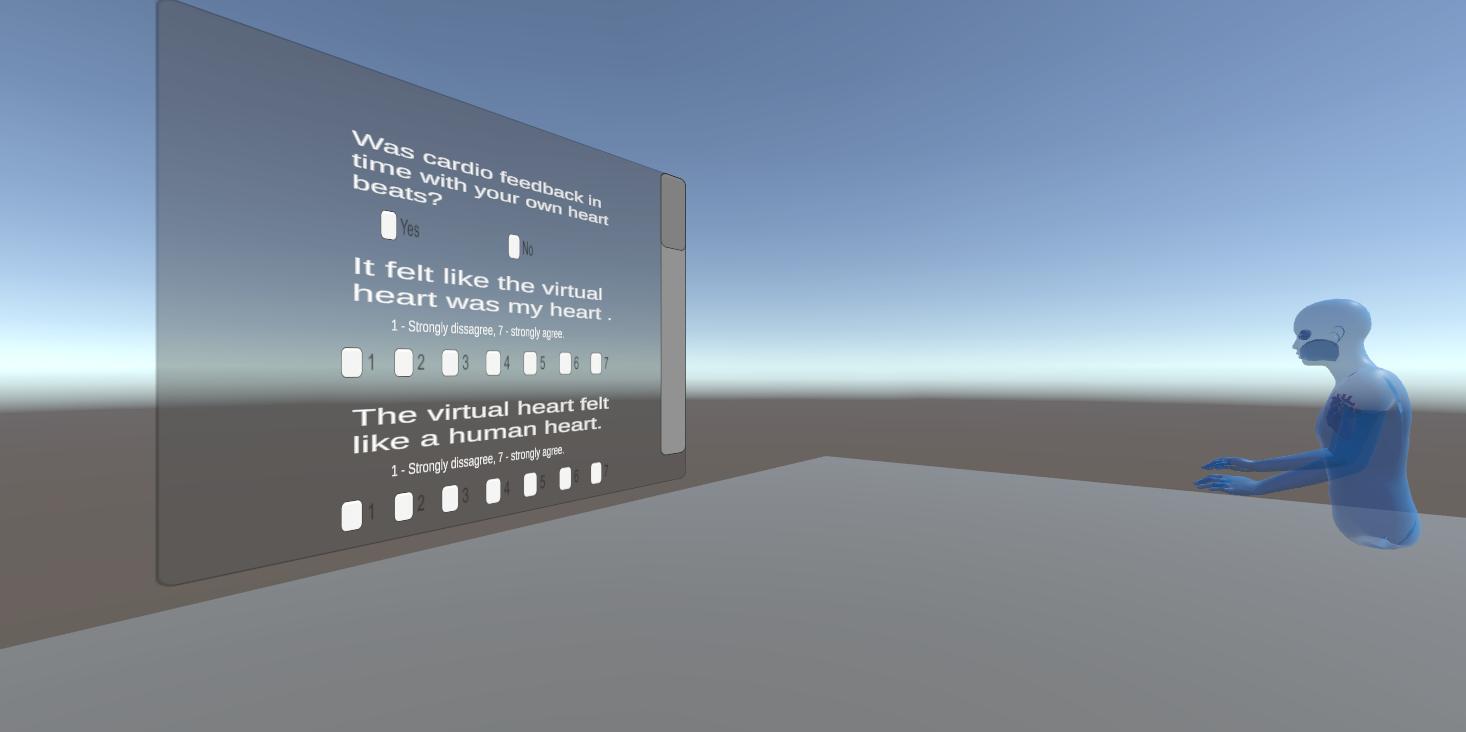 Was cardio feedback in
time with your own heart
beats?
Yes No
It felt like the virtual
heart was my heart .
1 - Strongly dissagree, 7 - strongly agree.
1 2 3 4 5 6 7
The virtual heart felt
like a human heart.
1 - Strongly dissagree, 7 - strongly agree.
1 2 3 4 5 6 7